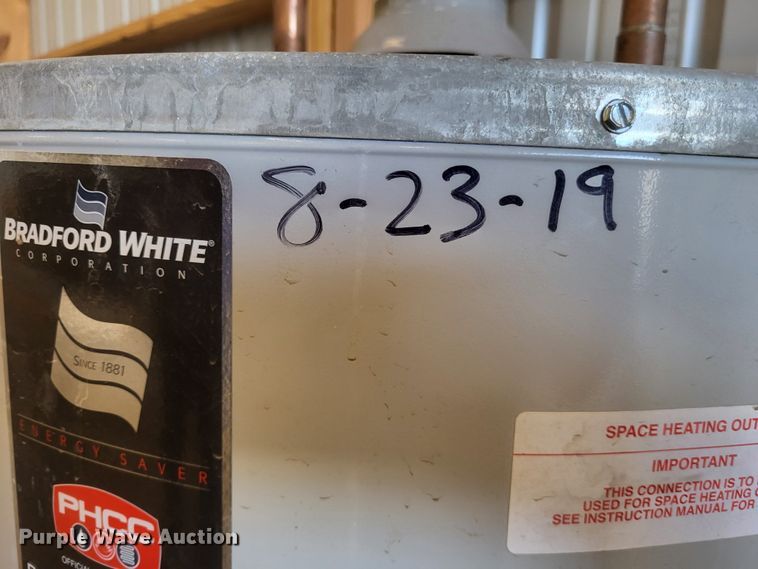 8-23-19
BRADFORD WHITE®
CORPORATION
SINCE 1881
ENERGY SAVER
PHCC
SPACE HEATING OUT
IMPORTANT
THIS CONNECTION IS TO
USED FOR SPACE HEATING
SEE INSTRUCTION MANUAL FOR
Purple Wave Auction